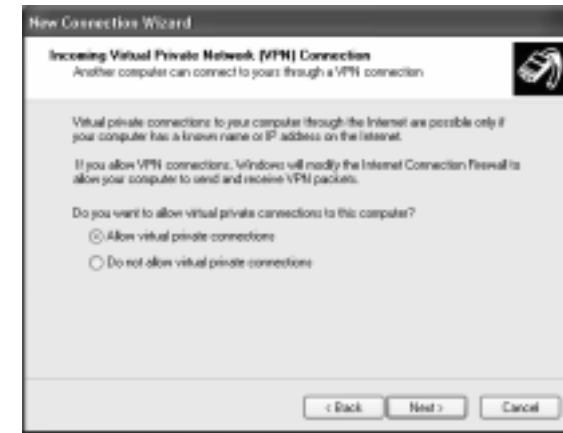 New Connection Wizard
Incoming Virtual Private Network (VPN) Connection
Another computer can connect to yours through a VPN connection
Virtual private connections to your computer through the Internet are possible only if
your computer has a known name or IP address on the Internet.
If you allow VPN connections, Windows will modify the Internet Connection Firewall to
allow your computer to send and receive VPN packets.
Do you want to allow virtual private connections to this computer?
Allow virtual private connections
Do not allow virtual private connections
< Back
Next >
Cancel